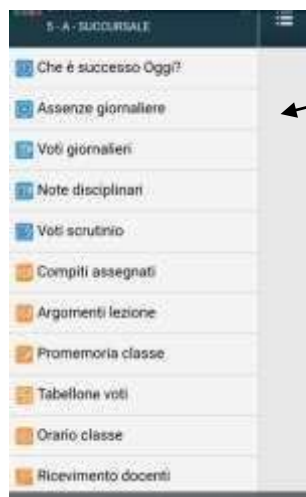 5 - A - SUCCURSALE
Che è successo Oggi?
Assenze giornaliere
Voti giornalieri
Note disciplinari
Voti scrutinio
Compiti assegnati
Argomenti lezione
Promemoria classe
Tabellone voti
Orario classe
Ricevimento docenti